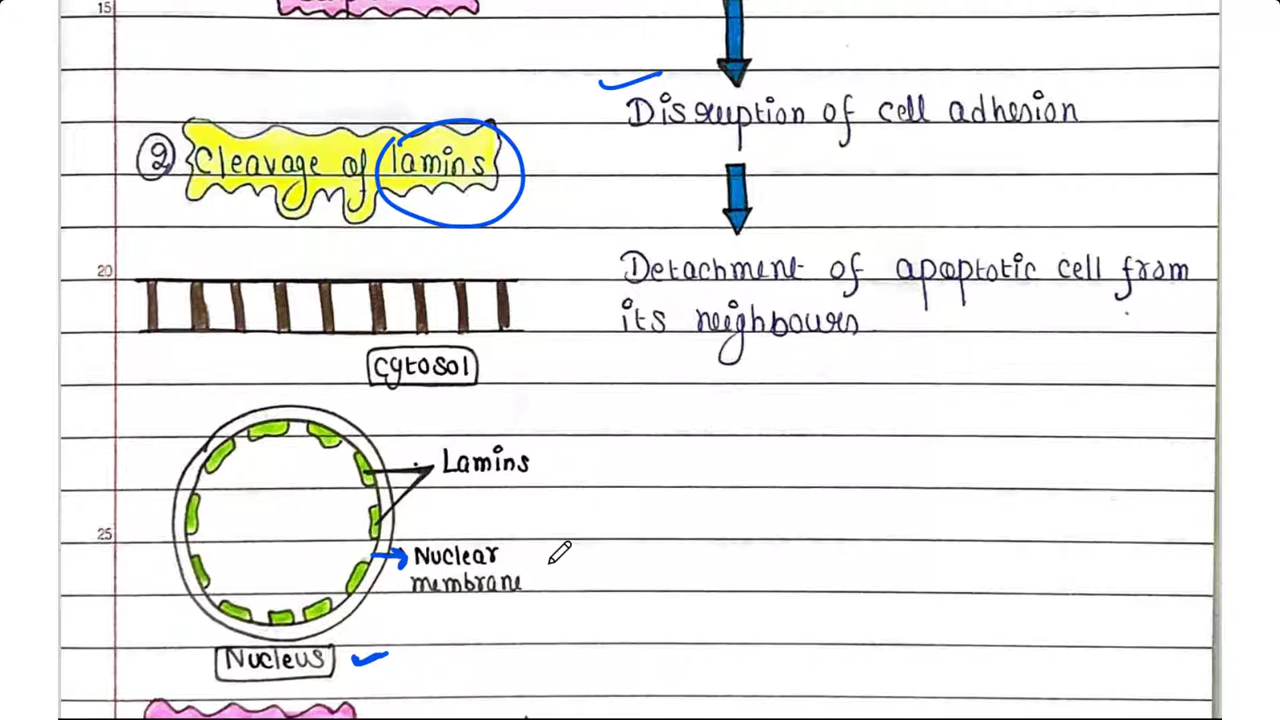 15
Disruption of cell adhesion
② Cleavage of lamins
20
Detachment of apoptotic cell from
its neighbours
Cytosol
Lamins
25
Nuclear
membrane
Nucleus